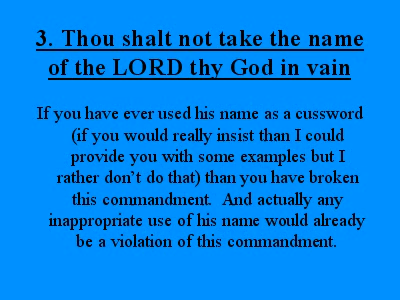 3. Thou shalt not take the name
of the LORD thy God in vain
If you have ever used his name as a cussword
(if you would really insist than I could
provide you with some examples but I
rather don't do that) than you have broken
this commandment.  And actually any
inappropriate use of his name would already
be a violation of this commandment.